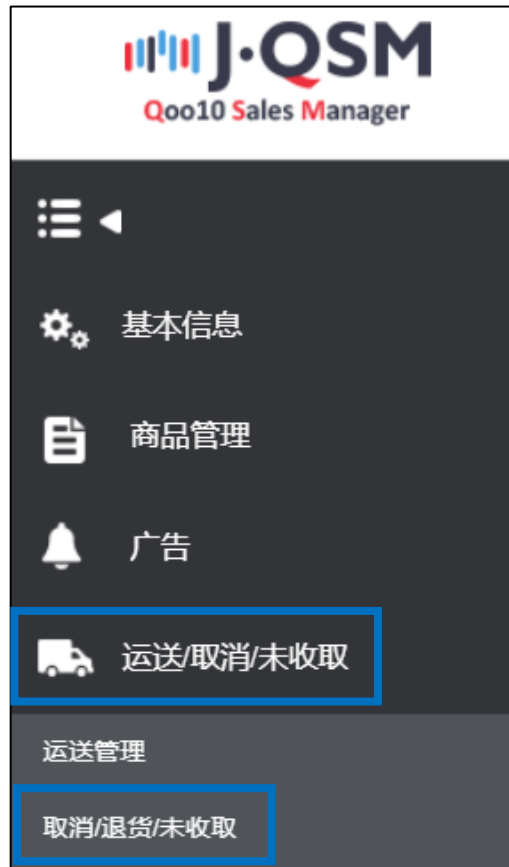 J·QSM
Qoo10 Sales Manager
基本信息
商品管理
广告
运送/取消/未收取
运送管理
取消/退货/未收取